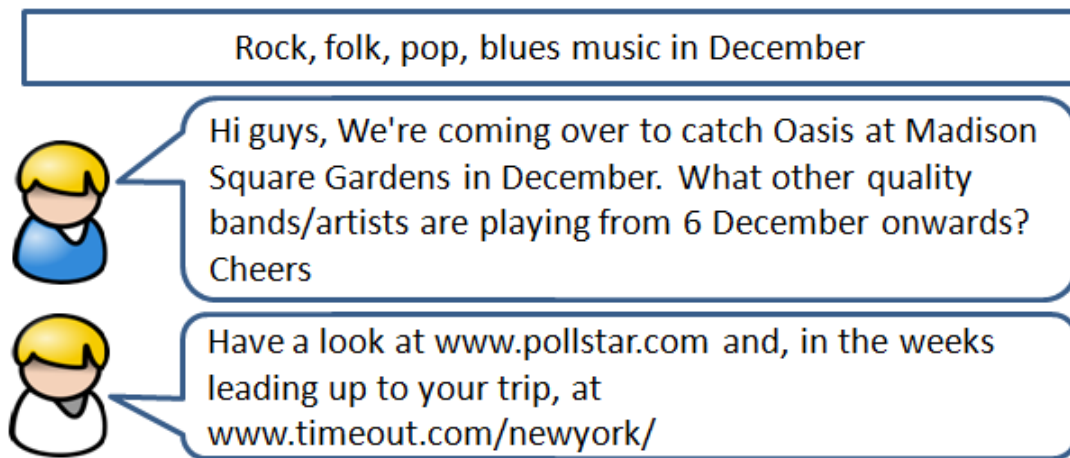 Rock, folk, pop, blues music in December
Hi guys, We're coming over to catch Oasis at Madison
Square Gardens in December. What other quality
bands/artists are playing from 6 December onwards?
Cheers
Have a look at www.pollstar.com and, in the weeks
leading up to your trip, at
www.timeout.com/newyork/